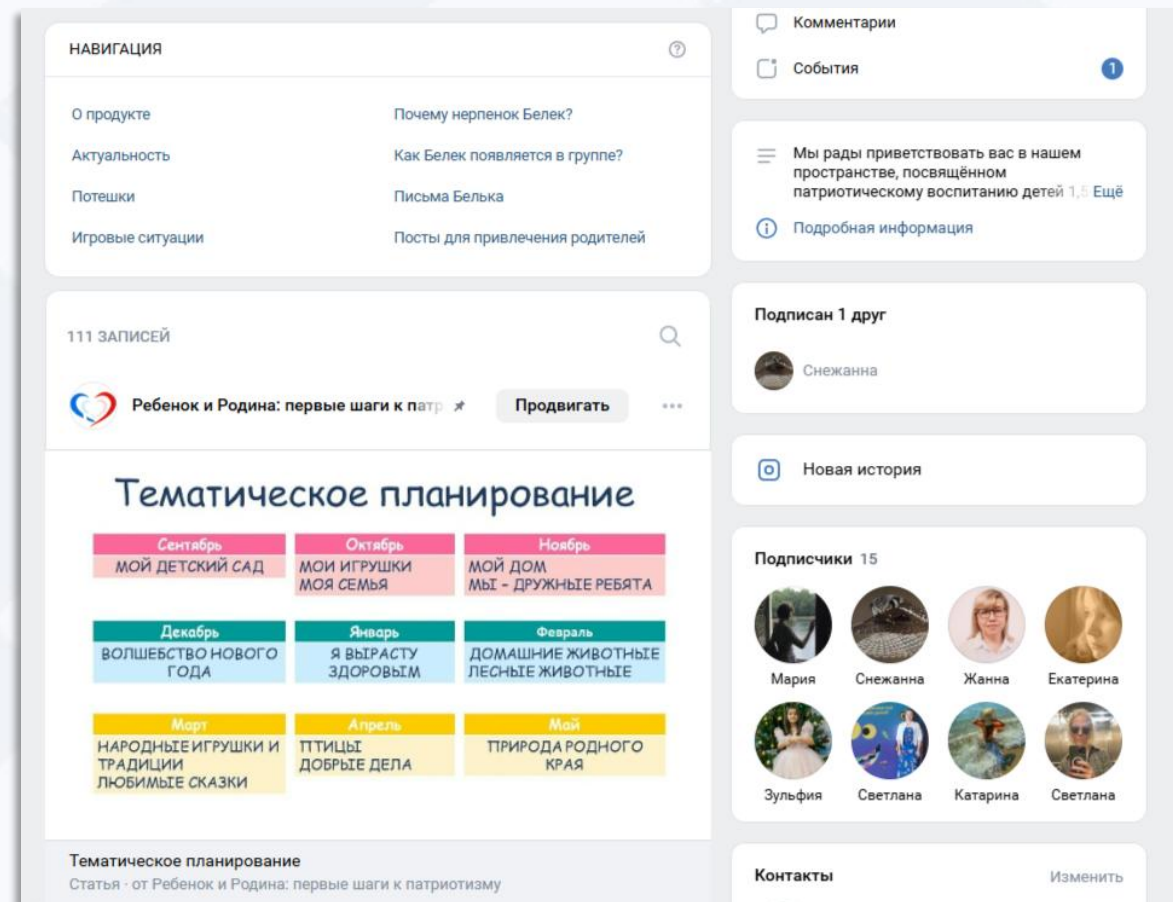 НАВИГАЦИЯ
О продукте
Почему нерпенок Белек?
Актуальность
Как Белек появляется в группе?
Потешки
Письма Белька
Игровые ситуации
Посты для привлечения родителей
111 ЗАПИСЕЙ
Ребенок и Родина: первые шаги к патр
Продвигать
Тематическое планирование
Сентябрь
МОЙ ДЕТСКИЙ САД
Октябрь
МОИ ИГРУШКИ
МОЯ СЕМЬЯ
Ноябрь
МОЙ ДОМ
МЫ - ДРУЖНЫЕ РЕБЯТА
Декабрь
ВОЛШЕБСТВО НОВОГО
ГОДА
Январь
Я ВЫРАСТУ
ЗДОРОВЫМ
Февраль
ДОМАШНИЕ ЖИВОТНЫЕ
ЛЕСНЫЕ ЖИВОТНЫЕ
Март
НАРОДНЫЕ ИГРУШКИ И
ТРАДИЦИИ
ЛЮБИМЫЕ СКАЗКИ
Апрель
ПТИЦЫ
ДОБРЫЕ ДЕЛА
Май
ПРИРОДА РОДНОГО
КРАЯ
Тематическое планирование
Статья · от Ребенок и Родина: первые шаги к патриотизму
Комментарии
События
1
Мы рады приветствовать вас в нашем
пространстве, посвящённом
патриотическому воспитанию детей 1,5 Ещё
Подробная информация
Подписан 1 друг
Снежанна
Новая история
Подписчики 15
Мария Снежанна Жанна Екатерина
Зульфия Светлана Катарина Светлана
Контакты
Изменить